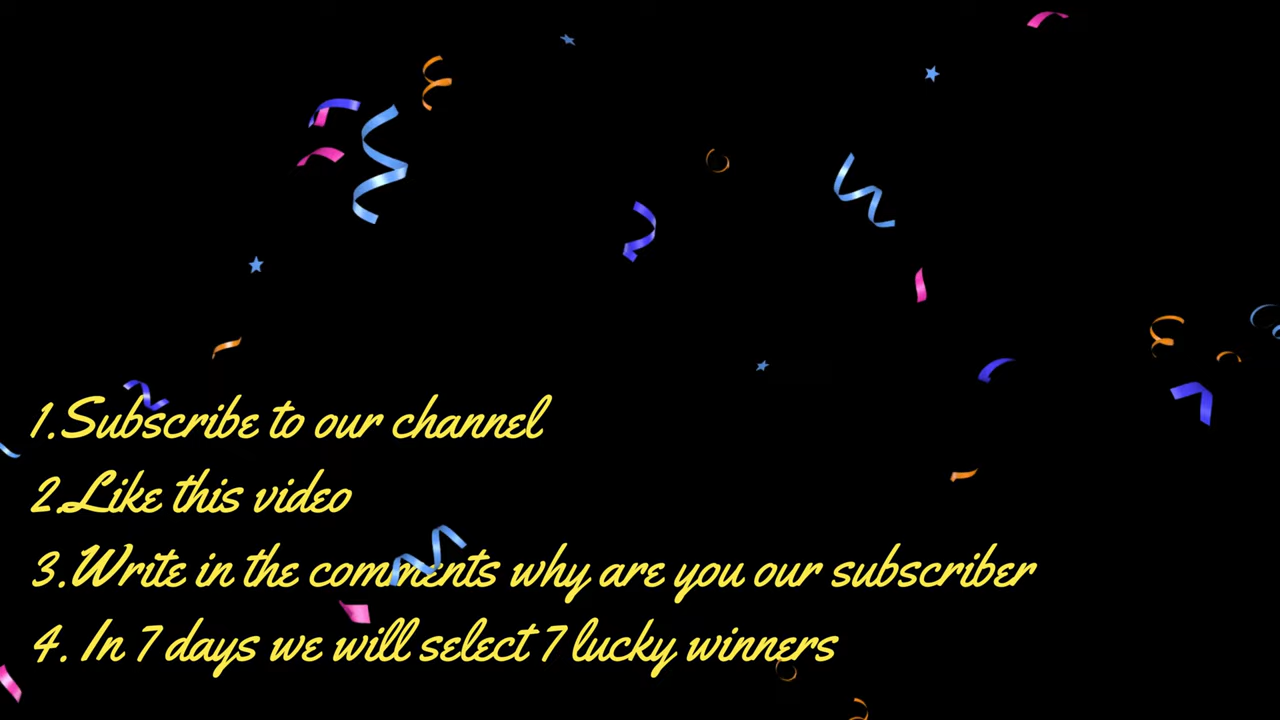 1.Subscribe to our channel
2.Like this video
3.Write in the comments why are you our subscriber
4. In 7 days we will select 7 lucky winners